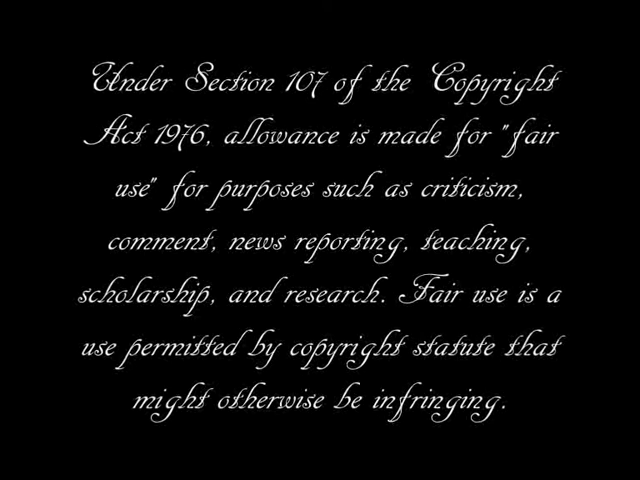 Under Section 107 of the Copyright
Act 1976, allowance is made for "fair
use" for purposes such as criticism,
comment, news reporting, teaching,
scholarship, and research. Fair use is a
use permitted by copyright statute that
might otherwise be infringing.